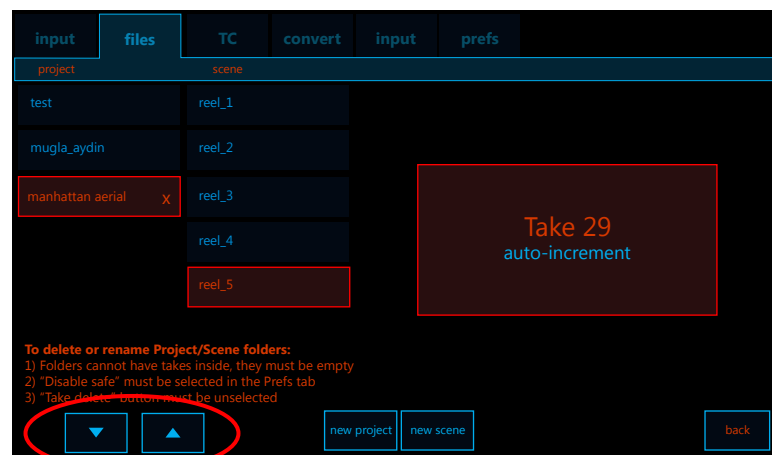 input files TC convert input prefs
project scene
test reel_1
mugla_aydin reel_2
manhattan aerial x reel_3
Take 29
auto-increment
reel_4
reel_5
To delete or rename Project/Scene folders:
1) Folders cannot have takes inside, they must be empty
2) “Disable safe” must be selected in the Prefs tab
3) “Take delete” button must be unselected
new project new scene back